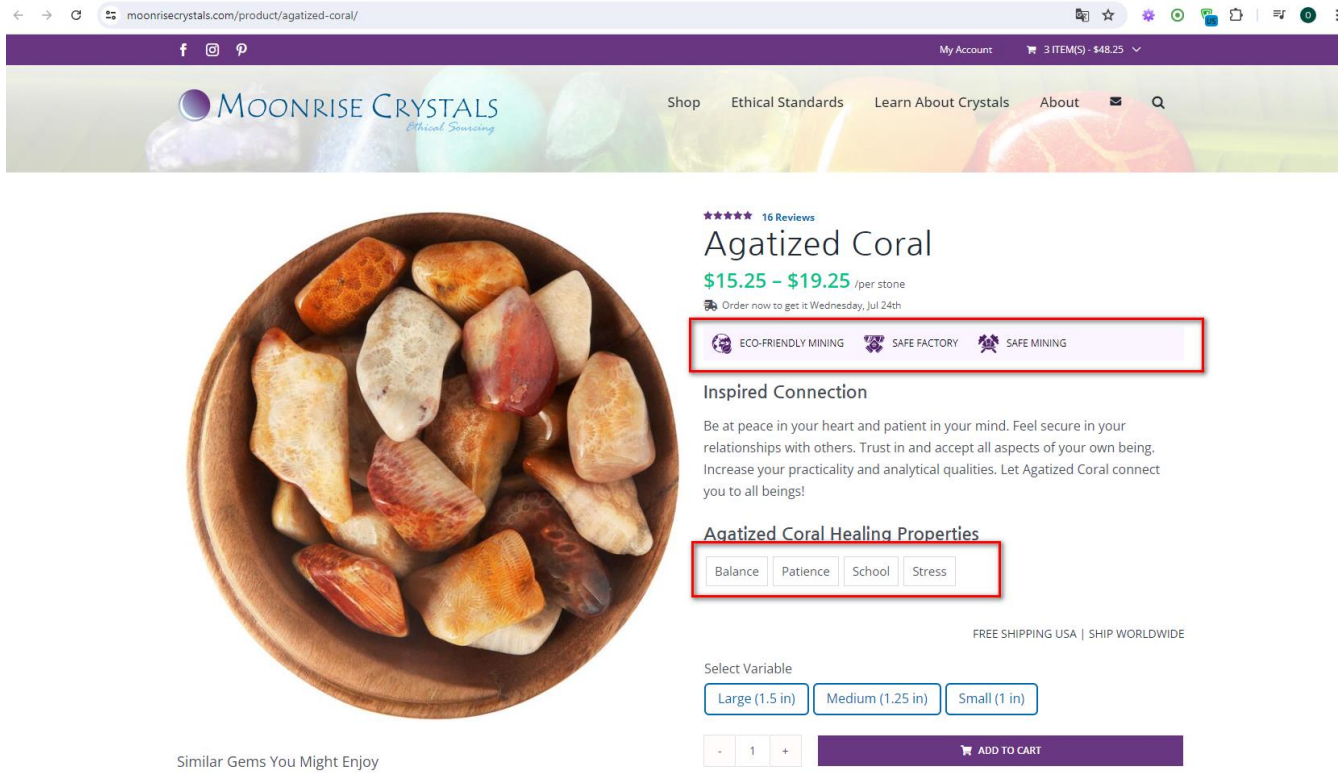 moonrisecrystals.com/product/agatized-coral/
US
O
My Account
3 ITEM(S) - $48.25
MOONRISE CRYSTALS
Ethical Sourcing
Shop Ethical Standards Learn About Crystals About
16 Reviews
Agatized Coral
$15.25 – $19.25 /per stone
Order now to get it Wednesday, Jul 24th
ECO-FRIENDLY MINING SAFE FACTORY SAFE MINING
Inspired Connection
Be at peace in your heart and patient in your mind. Feel secure in your
relationships with others. Trust in and accept all aspects of your own being.
Increase your practicality and analytical qualities. Let Agatized Coral connect
you to all beings!
Agatized Coral Healing Properties
Balance Patience School Stress
FREE SHIPPING USA | SHIP WORLDWIDE
Select Variable
Large (1.5 in) Medium (1.25 in) Small (1 in)
- 1 + ADD TO CART
Similar Gems You Might Enjoy